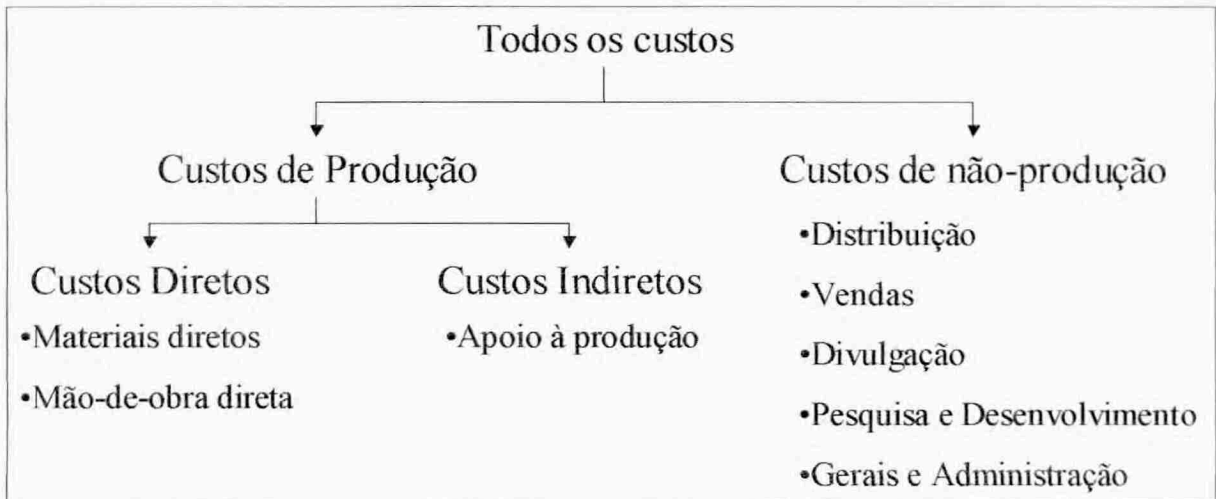 Todos os custos
Custos de Produção
Custos de não-produção
Custos Diretos
•Materiais diretos
•Mão-de-obra direta
Custos Indiretos
•Apoio à produção
•Distribuição
•Vendas
•Divulgação
•Pesquisa e Desenvolvimento
•Gerais e Administração